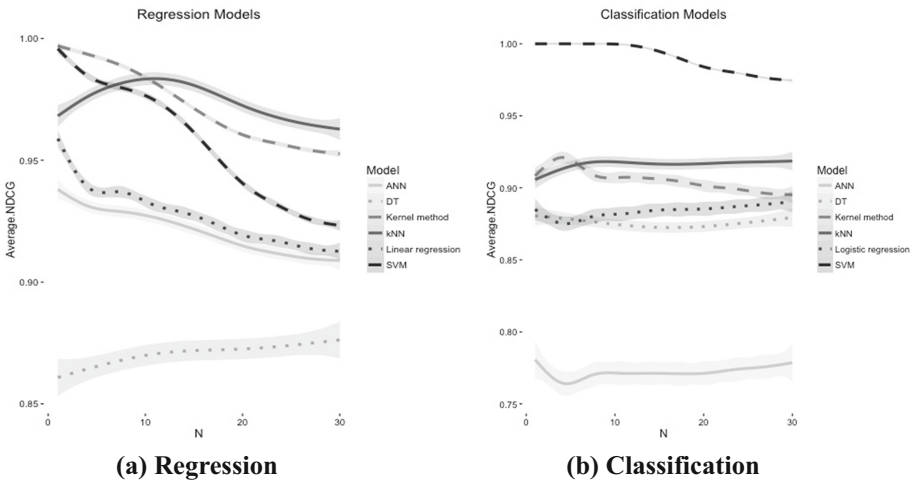 Regression Models
1.00
0.95
0.90
0.85
Average.NDCG
0
10
20
30
N
Model
ANN
DT
Kernel method
kNN
Linear regression
SVM
(a) Regression
Classification Models
1.00
0.95
0.90
0.85
0.80
0.75
Average.NDCG
0
10
20
30
N
Model
ANN
DT
Kernel method
kNN
Logistic regression
SVM
(b) Classification